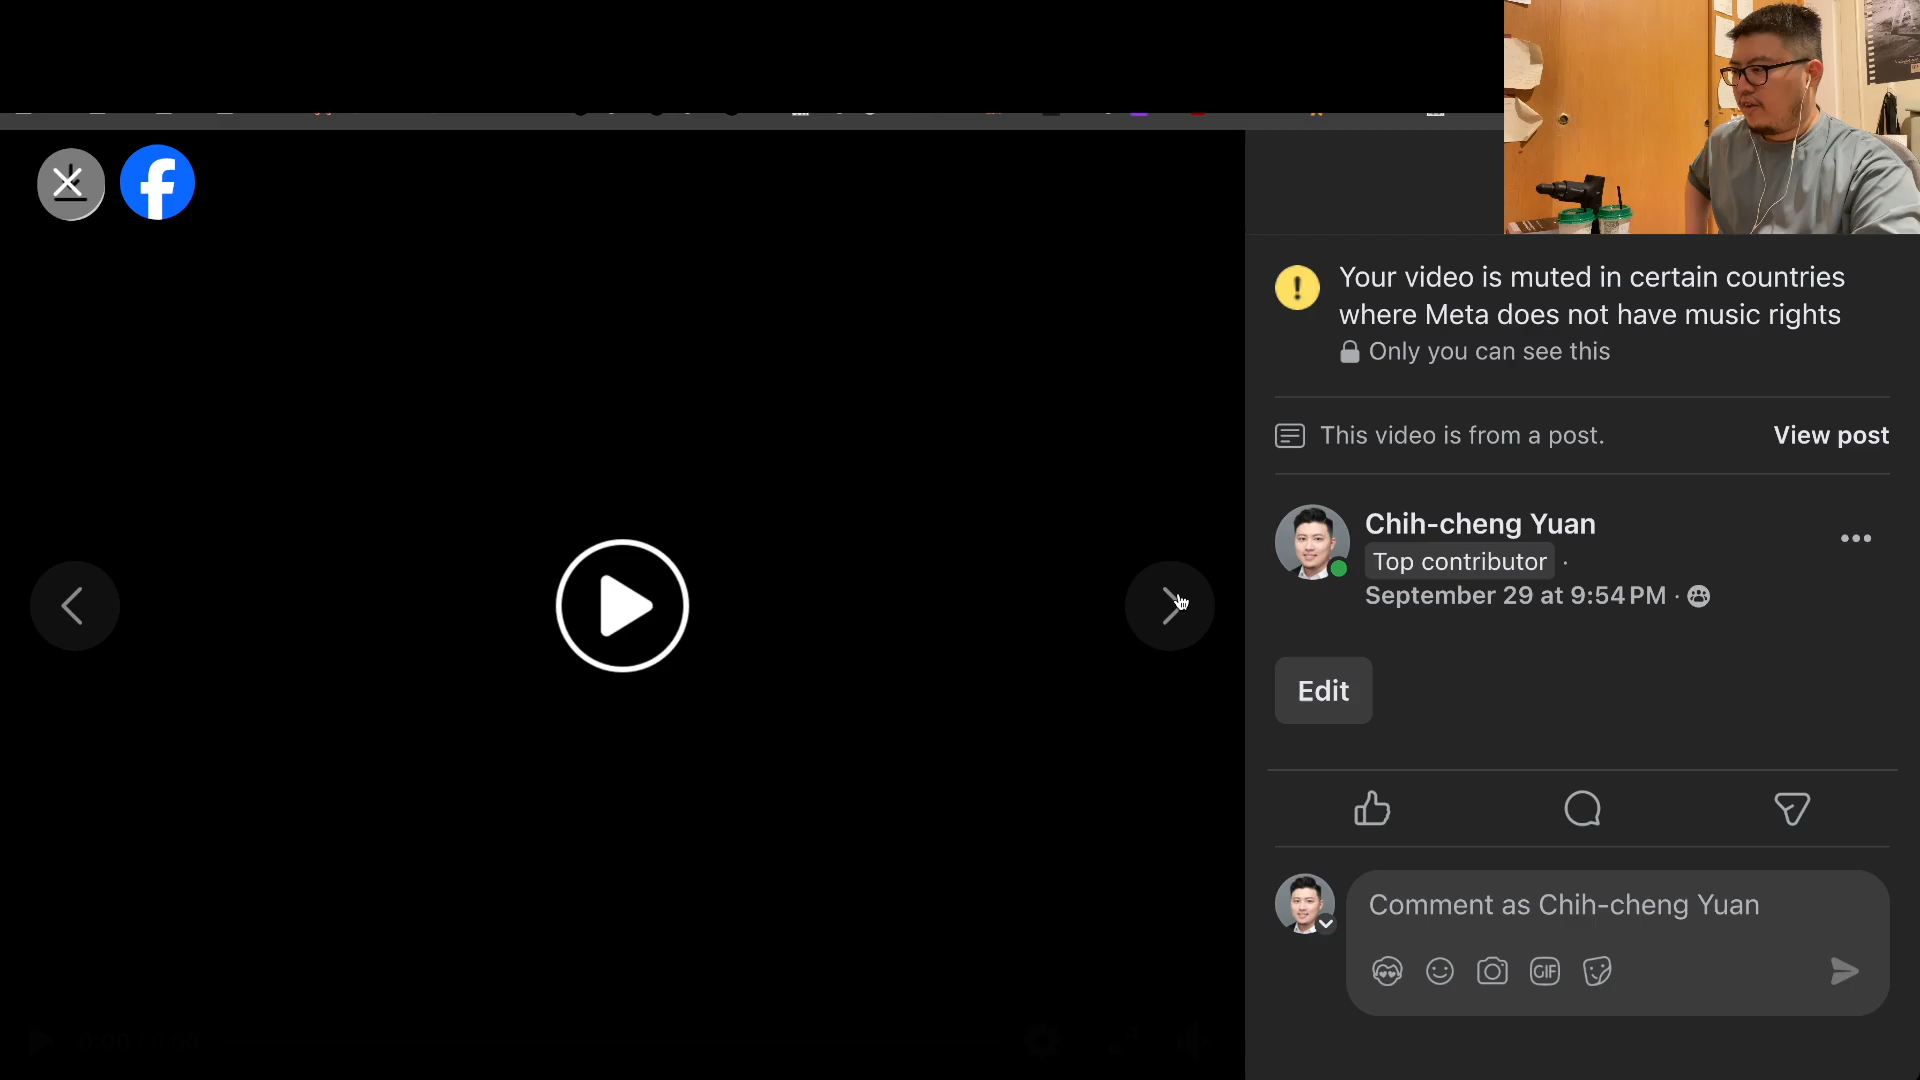 Your video is muted in certain countries
where Meta does not have music rights
Only you can see this
This video is from a post.
View post
Chih-cheng Yuan
Top contributor ·
September 29 at 9:54 PM ·
Edit
Comment as Chih-cheng Yuan
GIF